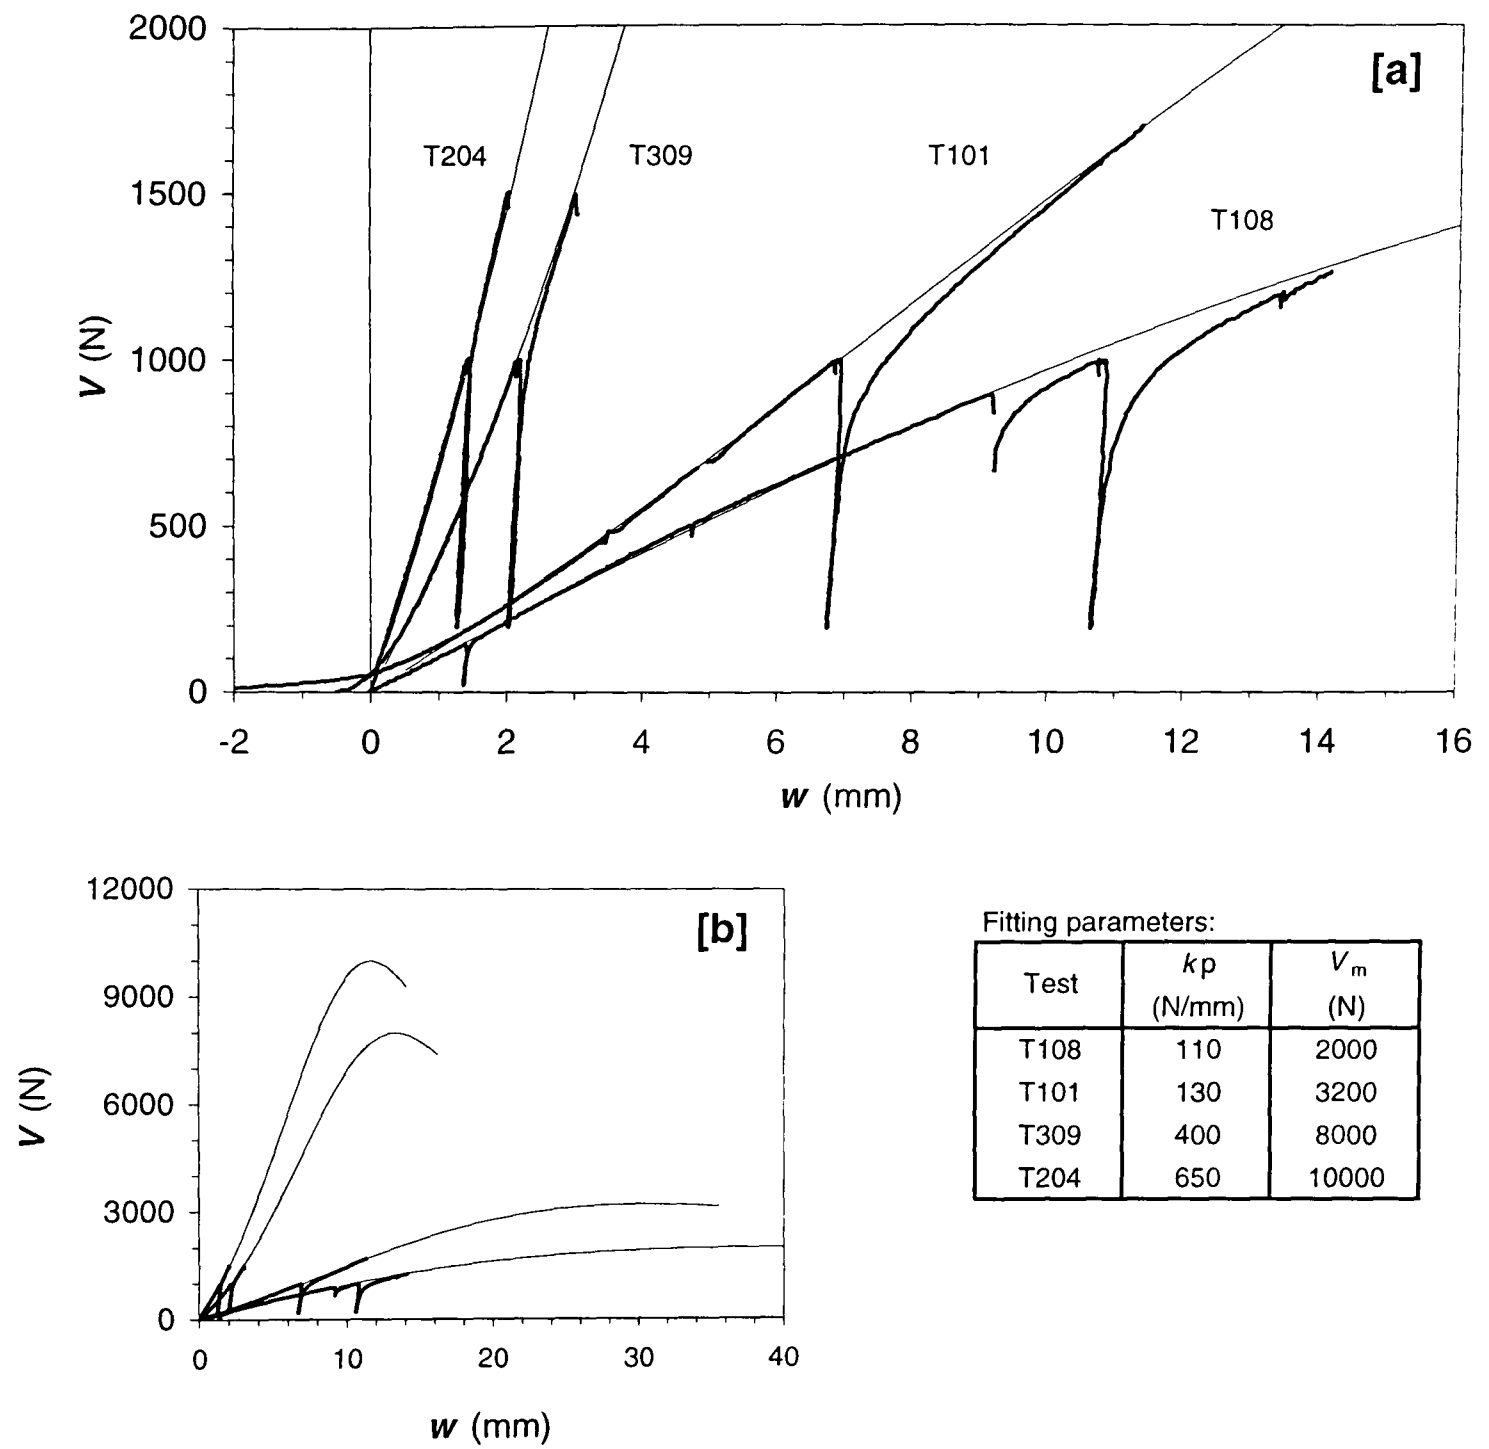 2000
1500
1000
500
0
V (N)
[a]
T204
T309
T101
T108
-2 0 2 4 6 8 10 12 14 16
w (mm)
12000
9000
6000
3000
0
V (N)
[b]
0 10 20 30 40
w (mm)
Fitting parameters:
Test kp Vm
(N/mm) (N)
T108 110 2000
T101 130 3200
T309 400 8000
T204 650 10000